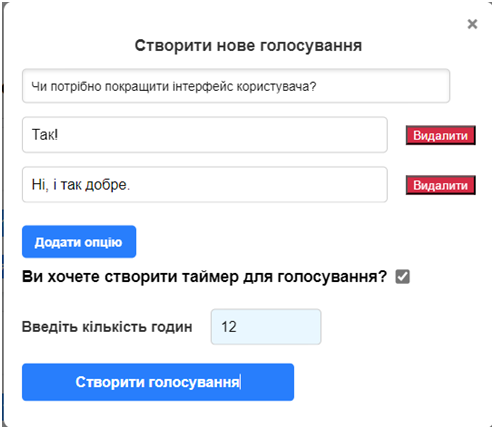 ×
Створити нове голосування
Чи потрібно покращити інтерфейс користувача?
Так!
Видалити
Ні, і так добре.
Видалити
Додати опцію
Ви хочете створити таймер для голосування?
Введіть кількість годин
12
Створити голосування